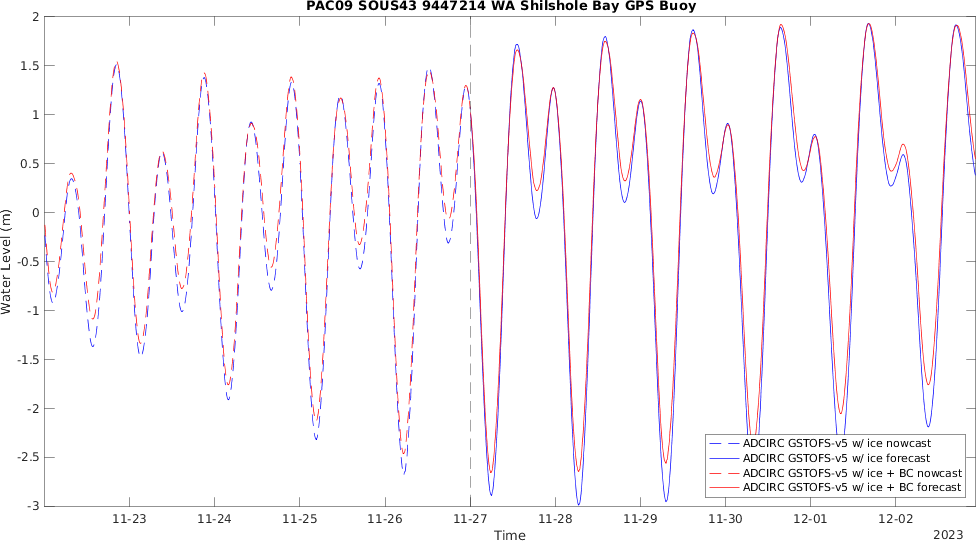 PAC09 SOUS43 9447214 WA Shilshole Bay GPS Buoy
2
1.5
1
0.5
0
-0.5
-1
-1.5
-2
-2.5
-3
Water Level (m)
ADCIRC GSTOFS-v5 w/ ice nowcast
ADCIRC GSTOFS-v5 w/ ice forecast
ADCIRC GSTOFS-v5 w/ ice + BC nowcast
ADCIRC GSTOFS-v5 w/ ice + BC forecast
11-23 11-24 11-25 11-26 11-27 11-28 11-29 11-30 12-01 12-02
Time
2023